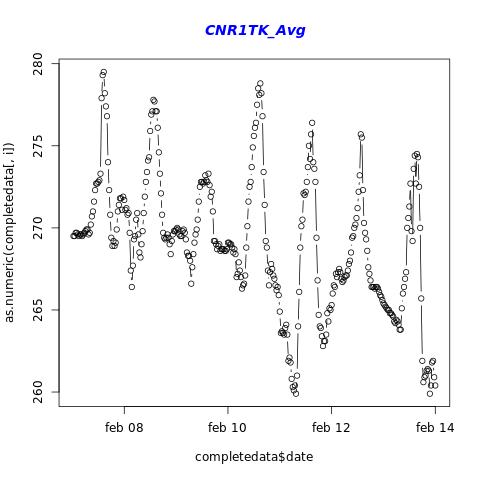 CNR1TK_Avg
as.numeric(completedata[, i])
280
275
270
265
260
feb 08
feb 10
feb 12
feb 14
completedata$date